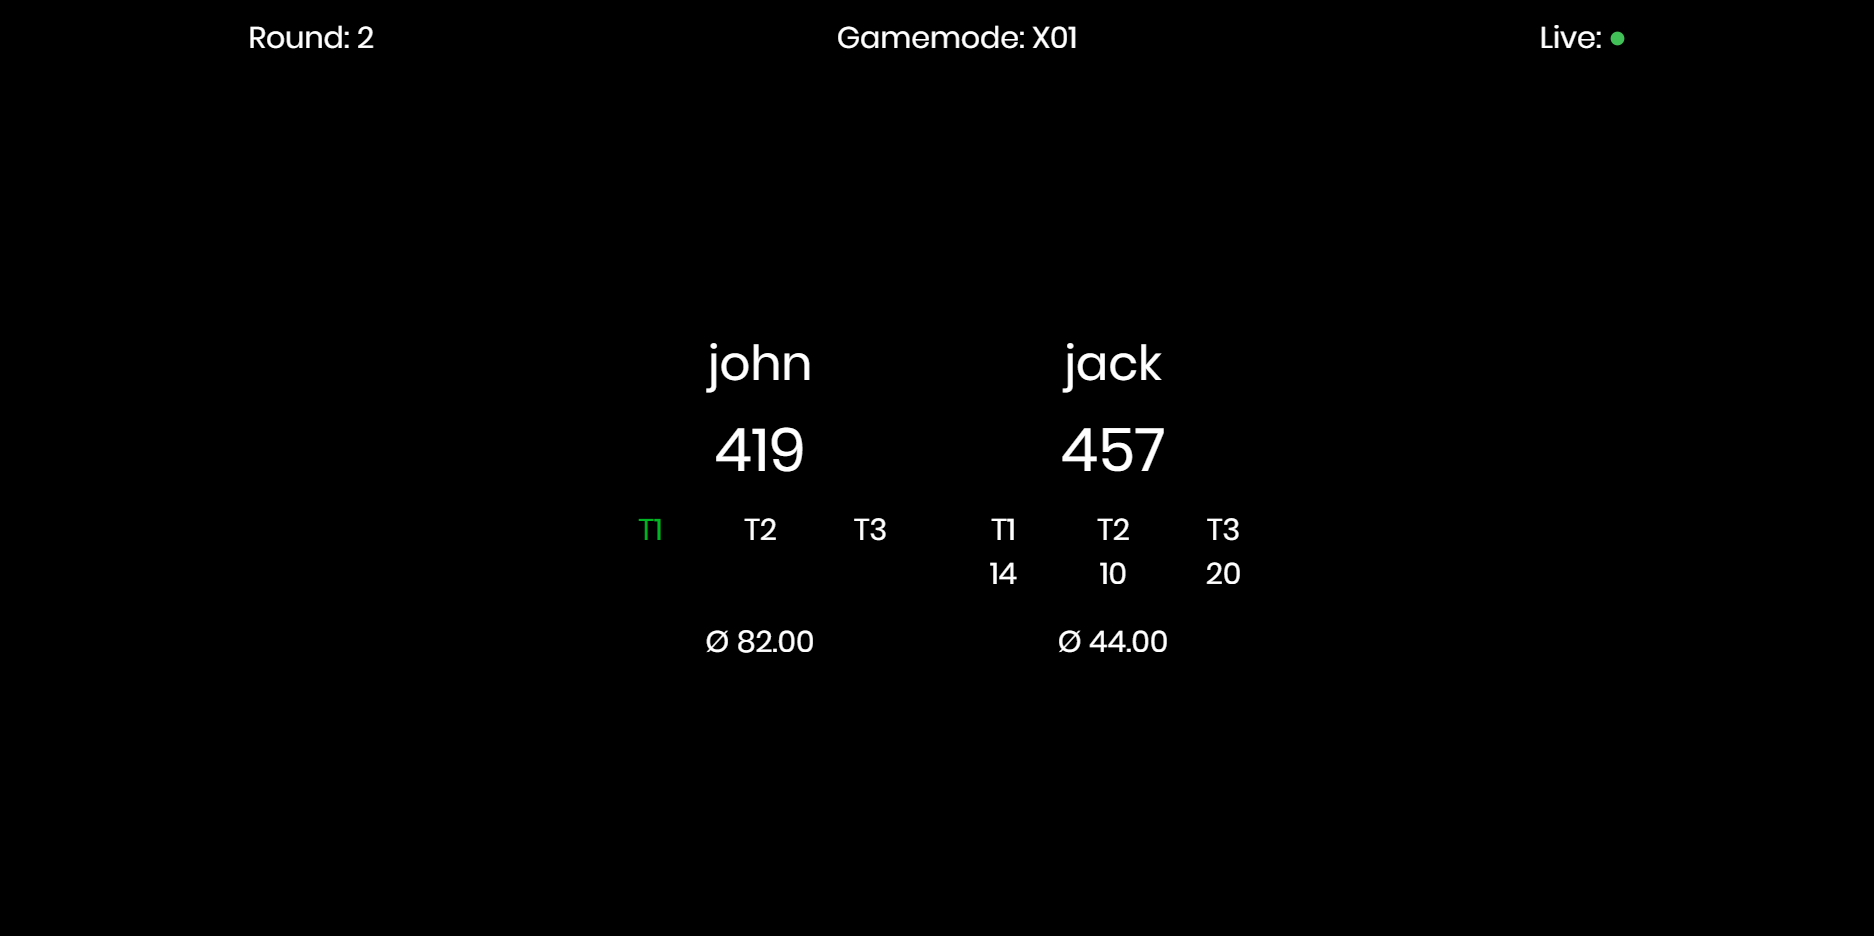 Round: 2 Gamemode: X01 Live:
john jack
419 457
T1 T2 T3 T1 T2 T3
14 10 20
Ø 82.00 Ø 44.00